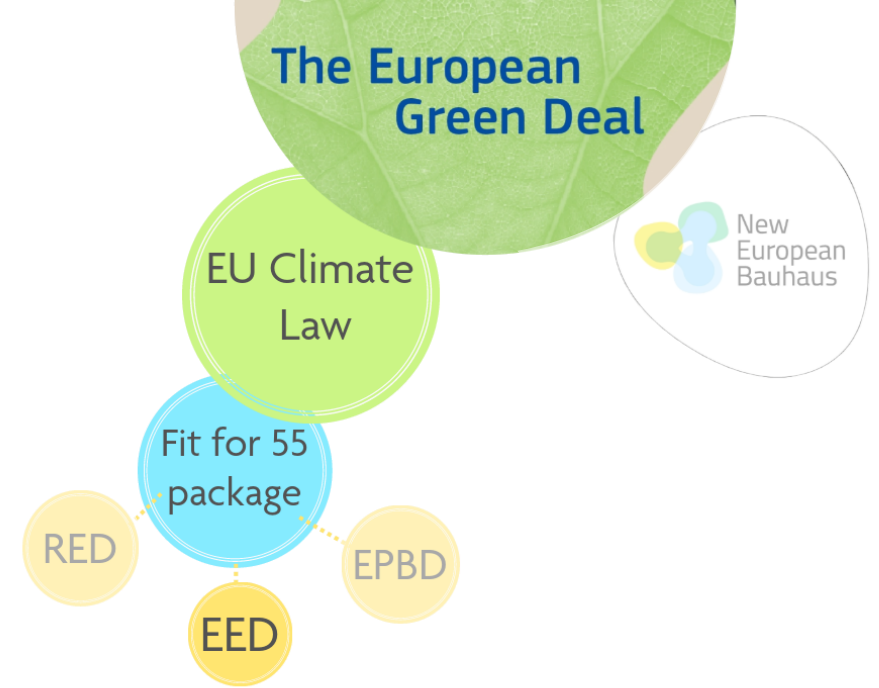 The European
Green Deal
New
European
Bauhaus
EU Climate
Law
Fit for 55
package
RED
EPBD
EED